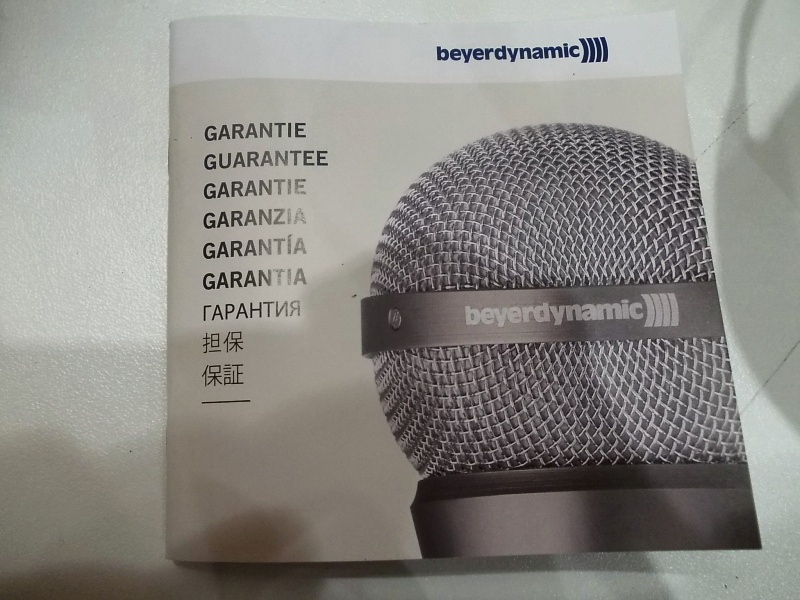 beyerdynamic
GARANTIE
GUARANTEE
GARANTIE
GARANZIA
GARANTÍA
GARANTIA
ГАРАНТИЯ
担保
保証
beyerdynamic